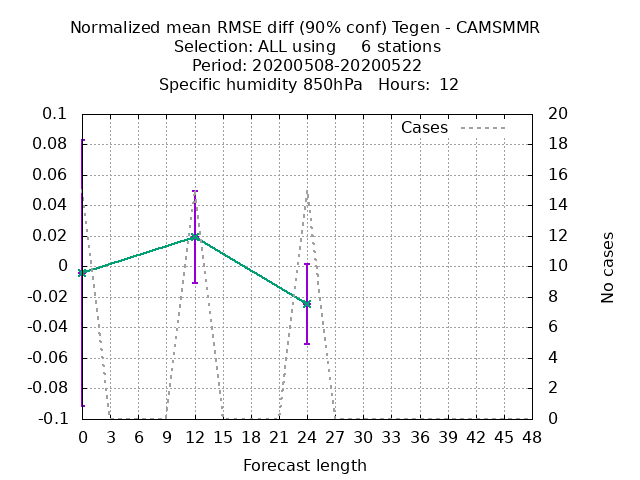 Normalized mean RMSE diff (90% conf) Tegen - CAMSMMR
Selection: ALL using 6 stations
Period: 20200508-20200522
Specific humidity 850hPa Hours: 12
0.1
0.08
0.06
0.04
0.02
0
-0.02
-0.04
-0.06
-0.08
-0.1
Cases
20
18
16
14
12
10
8
6
4
2
0
No cases
0 3 6 9 12 15 18 21 24 27 30 33 36 39 42 45 48
Forecast length